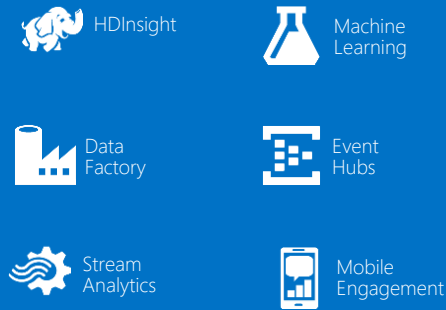 HDInsight
Machine
Learning
Data
Factory
Event
Hubs
Stream
Analytics
Mobile
Engagement